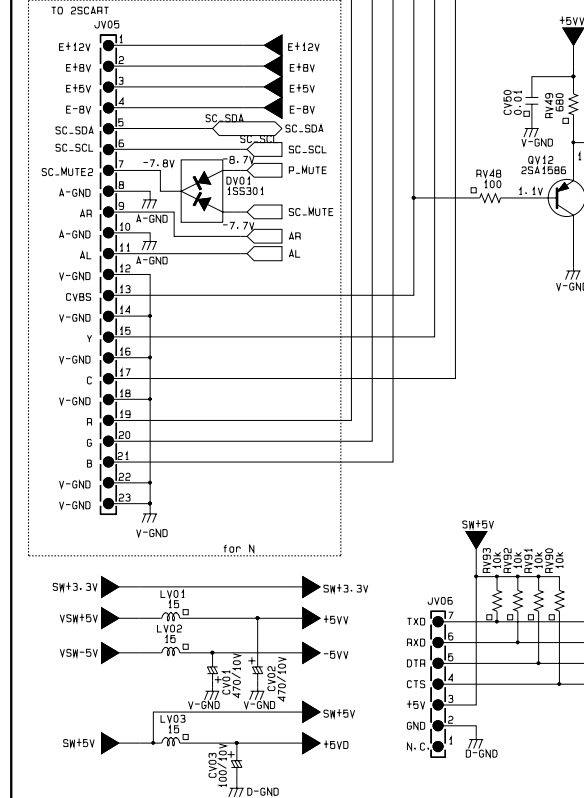 TO 2SCART
JV05
E+12V 1 E+12V
E+8V 2 E+8V
E+5V 3 E+5V
E-8V 4 E-8V
SC_SDA 5 SC_SDA SC_SDA
SC_SCL 6 SC_SCL SC_SCL
SC_MUTE2 7 -7.8V -8.7V P_MUTE
DV01
1SS301
A-GND 8 A-GND
AR 9 SC_MUTE
-7.7V
A-GND 10 A-GND AR
AL 11 AL
V-GND 12
CVBS 13
V-GND 14
Y 15
V-GND 16
C 17
V-GND 18
R 19
G 20
B 21
V-GND 22
V-GND 23
V-GND
for N
+5VV
CV50
0.01
RV49
680
V-GND
QV12
2SA1586
1
RV48
100
1.1V
V-GND
SW+3.3V SW+3.3V
LV01
15
VSW+5V +5VV
LV02
15
VSW-5V -5VV
CV01
470/10V
CV02
470/10V
V-GND V-GND
LV03
15
SW+5V
SW+5V +5VD
CV03
100/10V
D-GND
SW+5V
RV93
10k
RV92
10k
RV91
10k
RV90
10k
JV06
TXD 7
RXD 6
DTR 5
CTS 4
+5V 3
GND 2
N.C. 1
D-GND